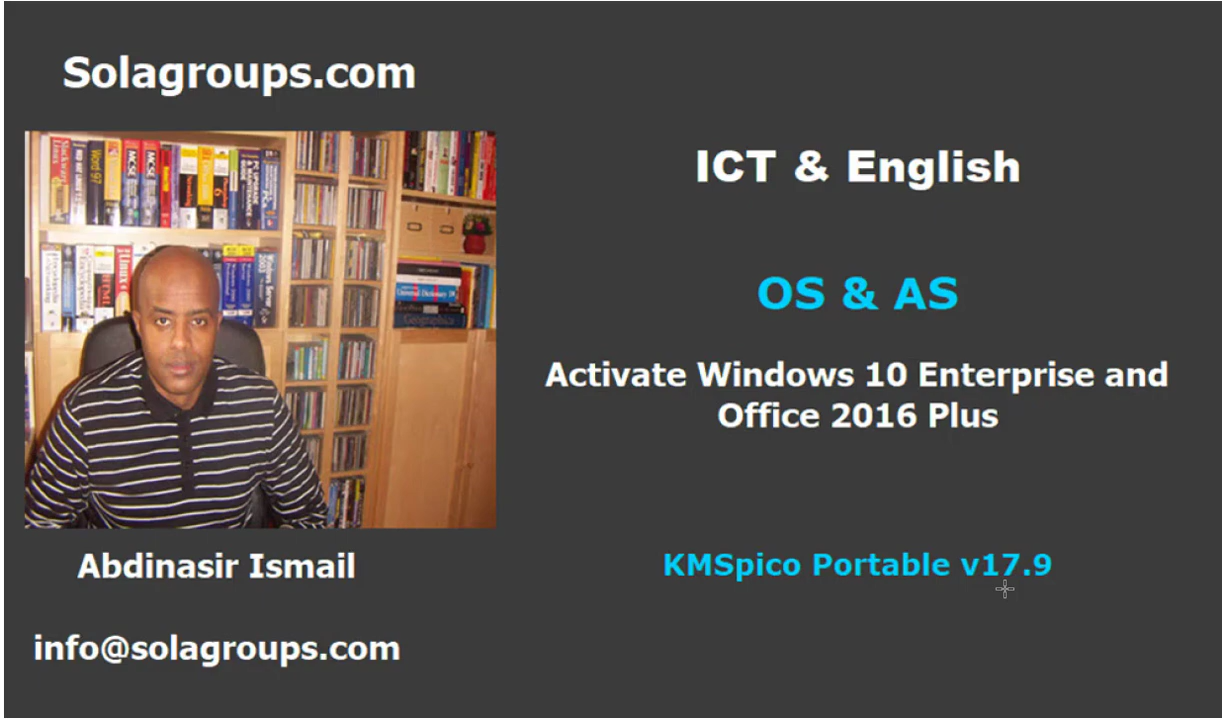 Solagroups.com
ICT & English
OS & AS
Activate Windows 10 Enterprise and
Office 2016 Plus
KMSpico Portable v17.9
Abdinasir Ismail
info@solagroups.com